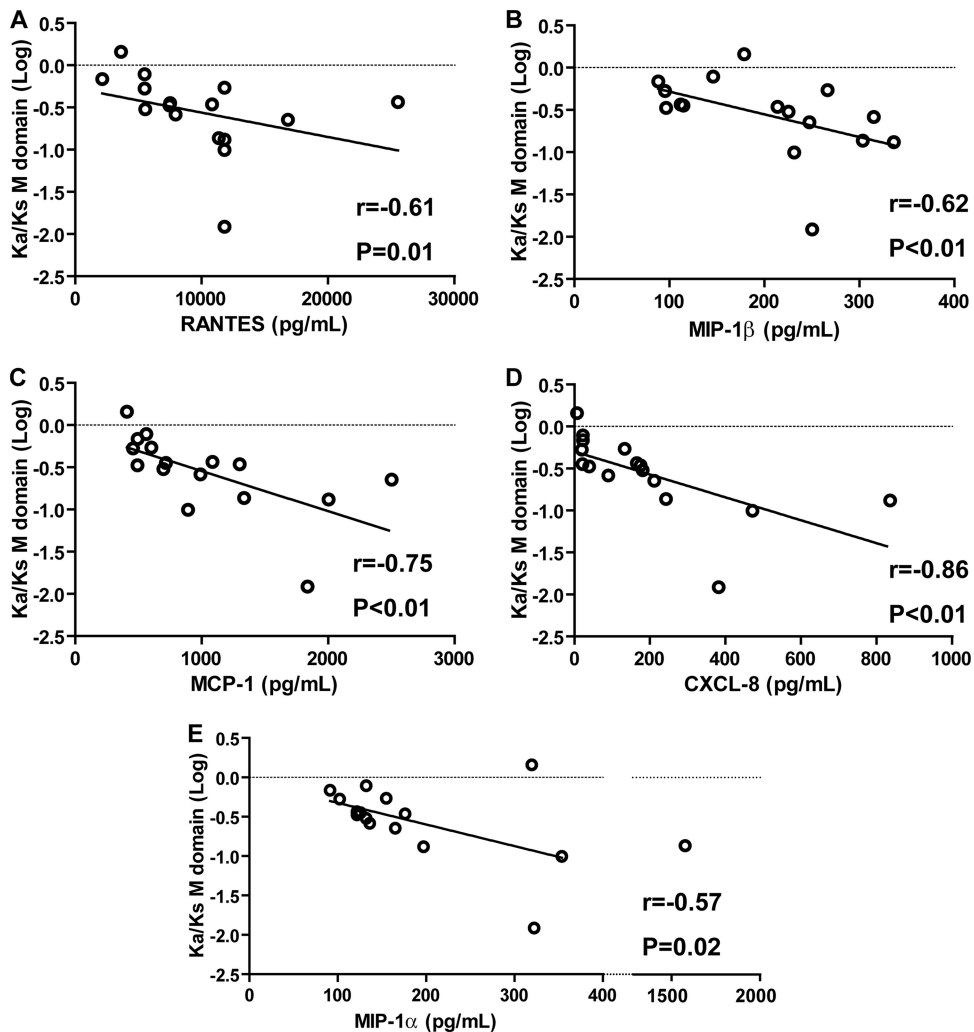 A
Ka/Ks M domain (Log)
0.5
0.0
-0.5
-1.0
-1.5
-2.0
-2.5
r=-0.61
P=0.01
0 10000 20000 30000
RANTES (pg/mL)
B
Ka/Ks M domain (Log)
0.5
0.0
-0.5
-1.0
-1.5
-2.0
-2.5
r=-0.62
P<0.01
0 100 200 300 400
MIP-1β (pg/mL)
C
Ka/Ks M domain (Log)
0.5
0.0
-0.5
-1.0
-1.5
-2.0
-2.5
r=-0.75
P<0.01
0 1000 2000 3000
MCP-1 (pg/mL)
D
Ka/Ks M domain (Log)
0.5
0.0
-0.5
-1.0
-1.5
-2.0
-2.5
r=-0.86
P<0.01
0 200 400 600 800 1000
CXCL-8 (pg/mL)
E
Ka/Ks M domain (Log)
0.5
0.0
-0.5
-1.0
-1.5
-2.0
-2.5
r=-0.57
P=0.02
0 100 200 300 400 1500 2000
MIP-1α (pg/mL)